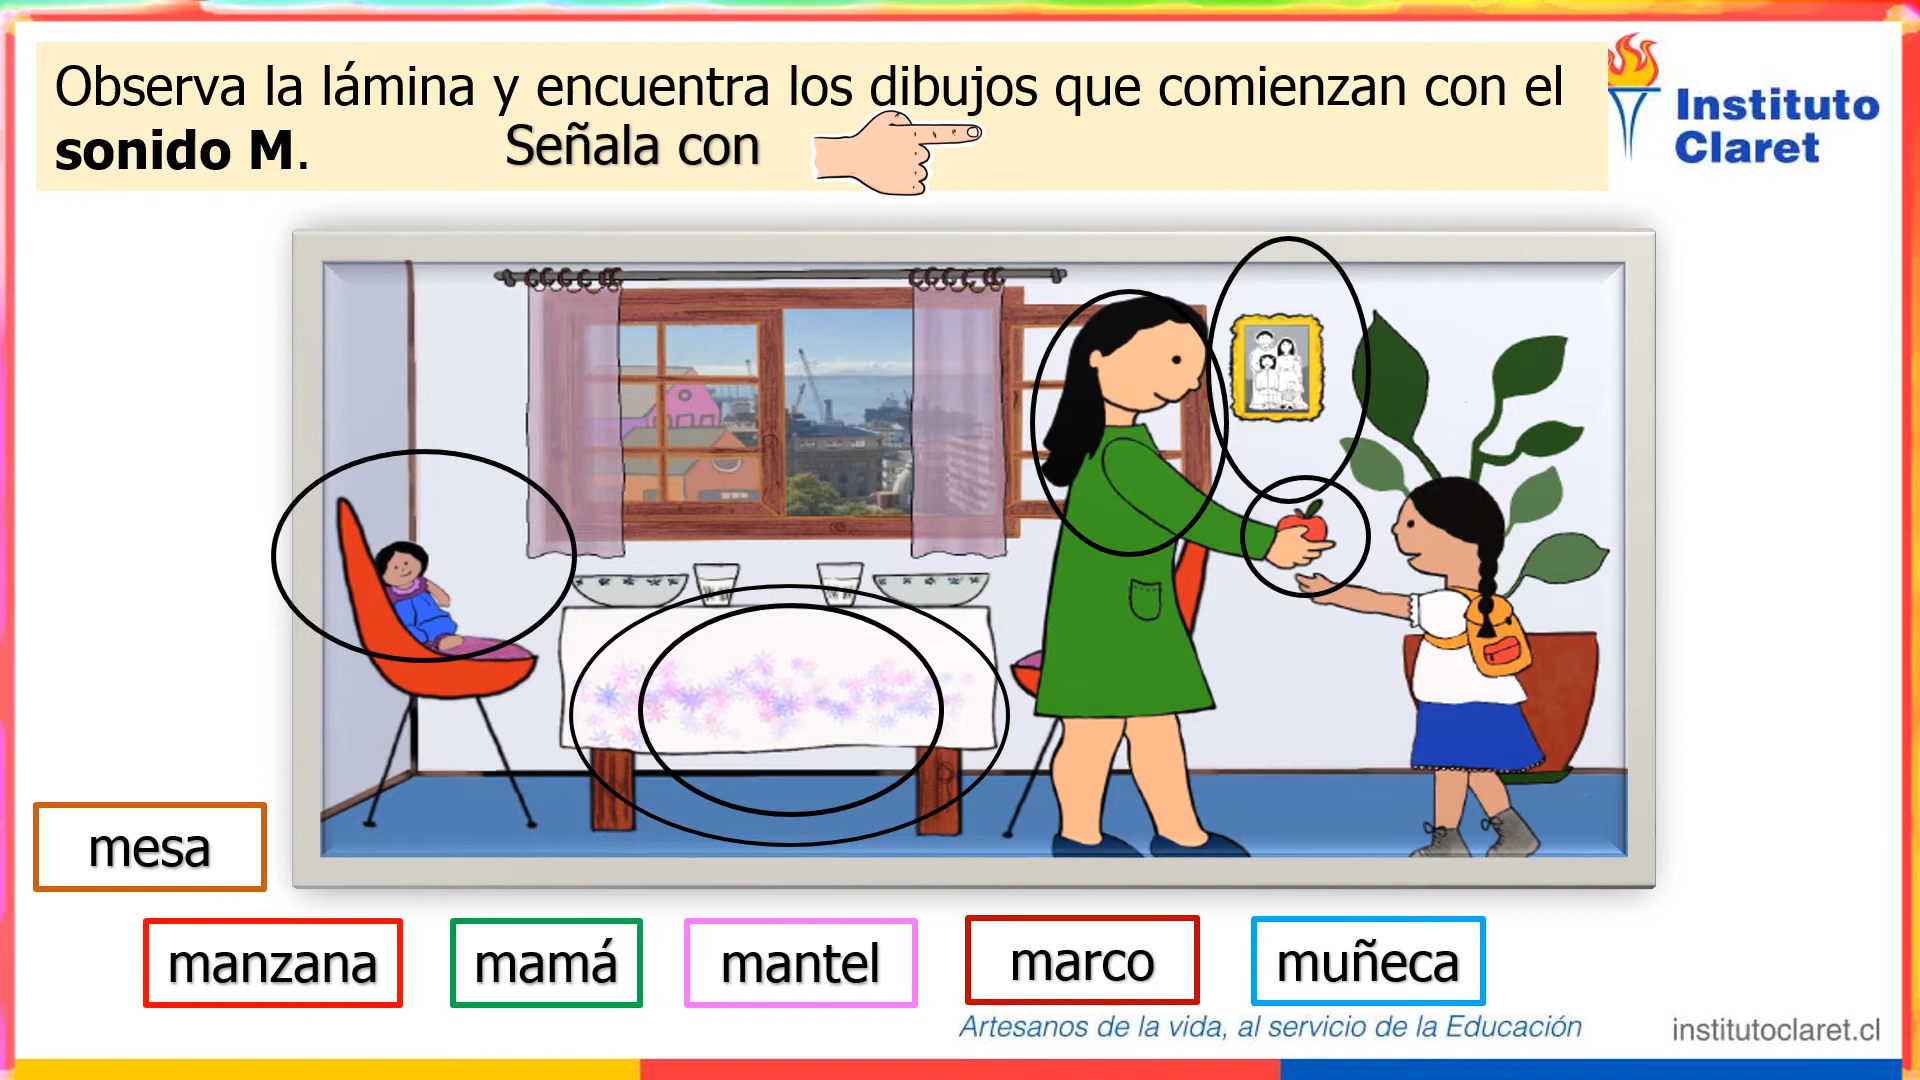 Observa la lámina y encuentra los dibujos que comienzan con el
sonido M.
Señala con
Instituto
Claret
mesa
manzana
mamá
mantel
marco
muñeca
Artesanos de la vida, al servicio de la Educación
institutoclaret.cl